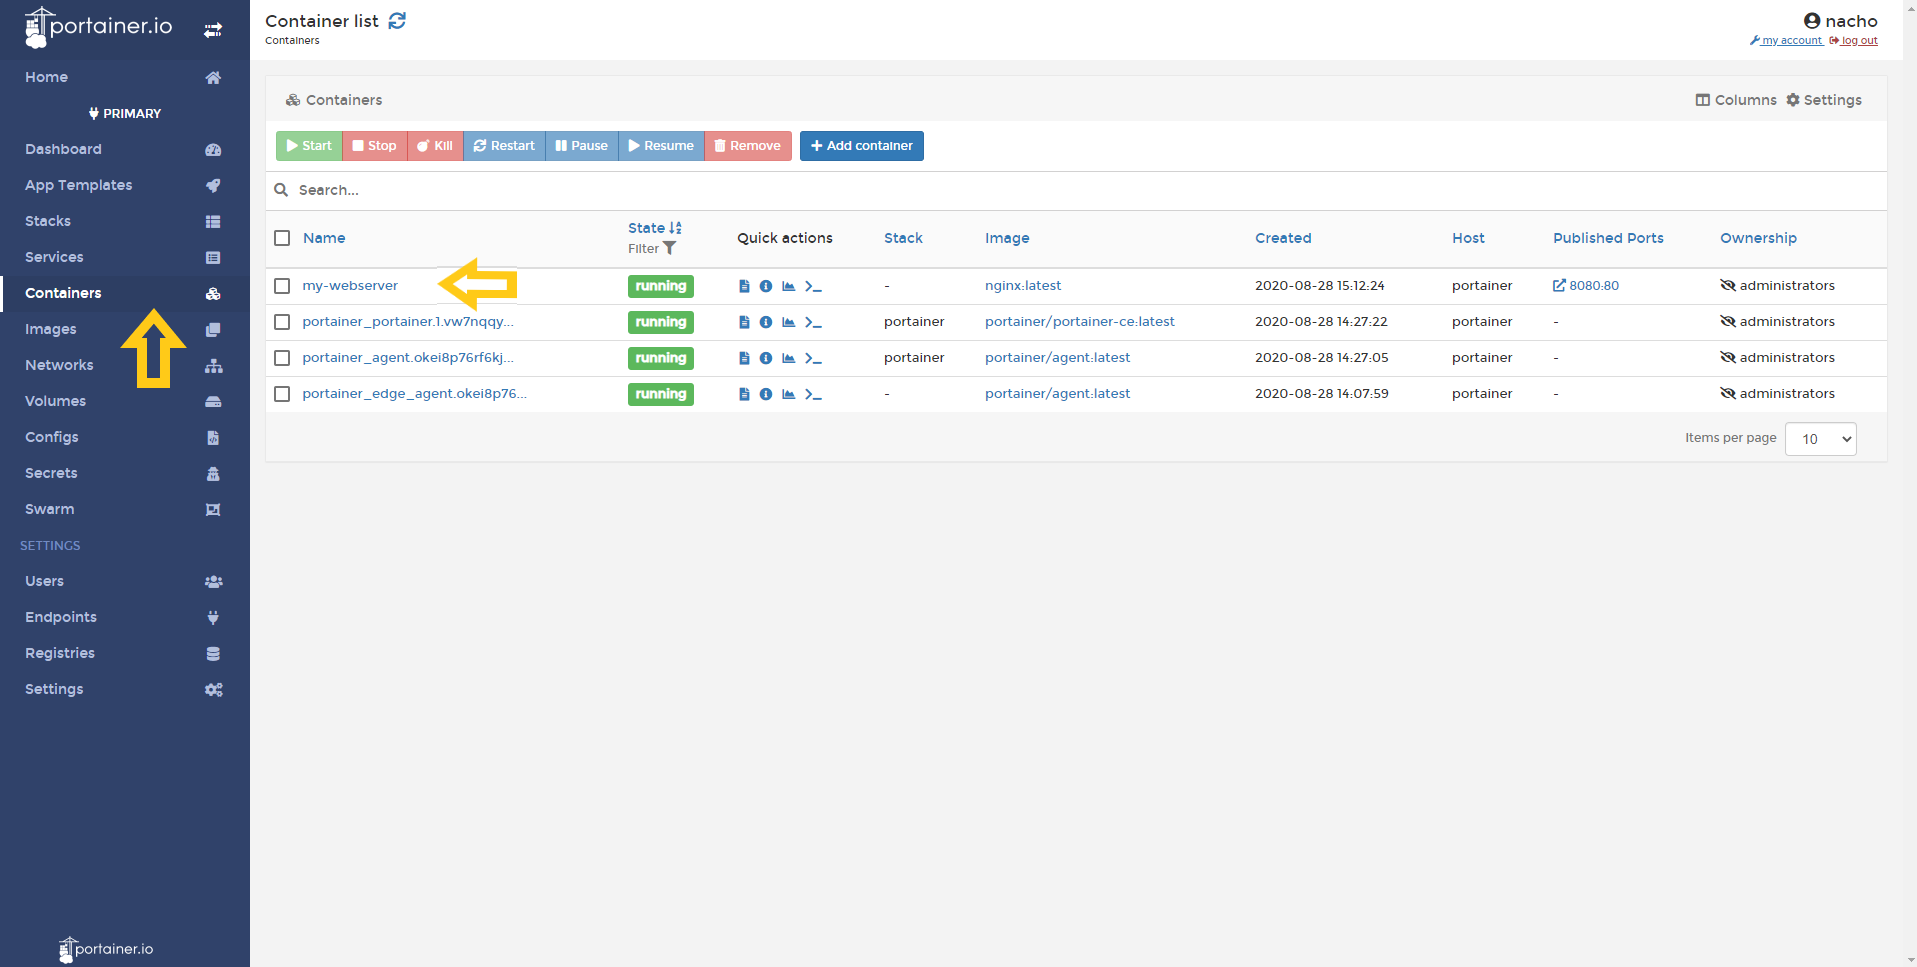 portainer.io
Home
PRIMARY
Dashboard
App Templates
Stacks
Services
Containers
Images
Networks
Volumes
Configs
Secrets
Swarm
SETTINGS
Users
Endpoints
Registries
Settings
portainer.io
Container list
Containers
nacho
my account log out
Containers
Columns Settings
Start Stop Kill Restart Pause Resume Remove Add container
Search...
Name State Filter Quick actions Stack Image Created Host Published Ports Ownership
my-webserver running - nginx:latest 2020-08-28 15:12:24 portainer 8080:80 administrators
portainer_portainer.1.vw7nqqy... running portainer portainer/portainer-ce:latest 2020-08-28 14:27:22 portainer - administrators
portainer_agent.okei8p76rf6kj... running portainer portainer/agent:latest 2020-08-28 14:27:05 portainer - administrators
portainer_edge_agent.okei8p76... running - portainer/agent:latest 2020-08-28 14:07:59 portainer - administrators
Items per page 10